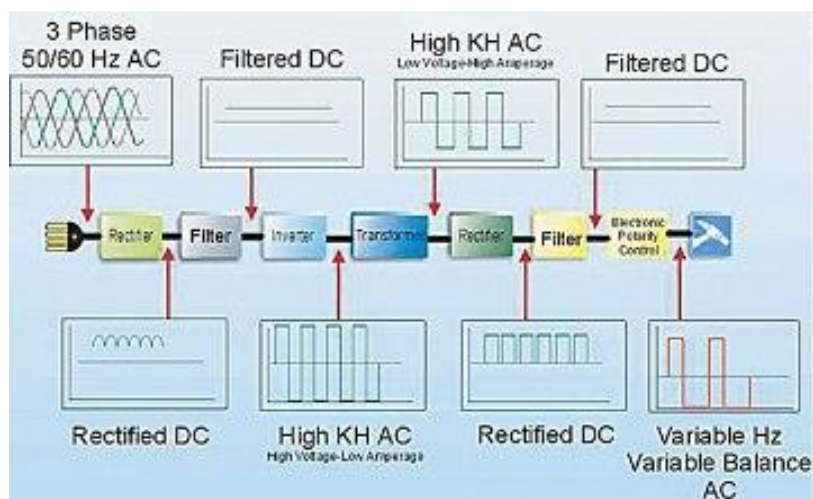 3 Phase
50/60 Hz AC
Filtered DC
High KH AC
Low Voltage-High Amperage
Filtered DC
Rectifier
Filter
Inverter
Transformer
Rectifier
Filter
Electronic
Polarity
Control
Rectified DC
High KH AC
High Voltage-Low Amperage
Rectified DC
Variable Hz
Variable Balance
AC